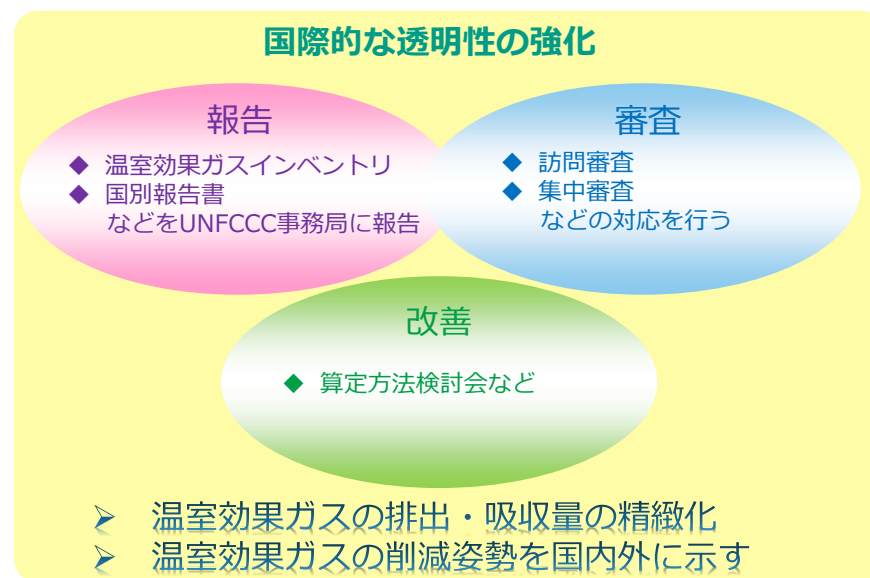 国際的な透明性の強化
報告
◆ 温室効果ガスインベントリ
◆ 国別報告書
などをUNFCCC事務局に報告
審査
◆ 訪問審査
◆ 集中審査
などの対応を行う
改善
◆ 算定方法検討会など
➢ 温室効果ガスの排出・吸収量の精緻化
➢ 温室効果ガスの削減姿勢を国内外に示す